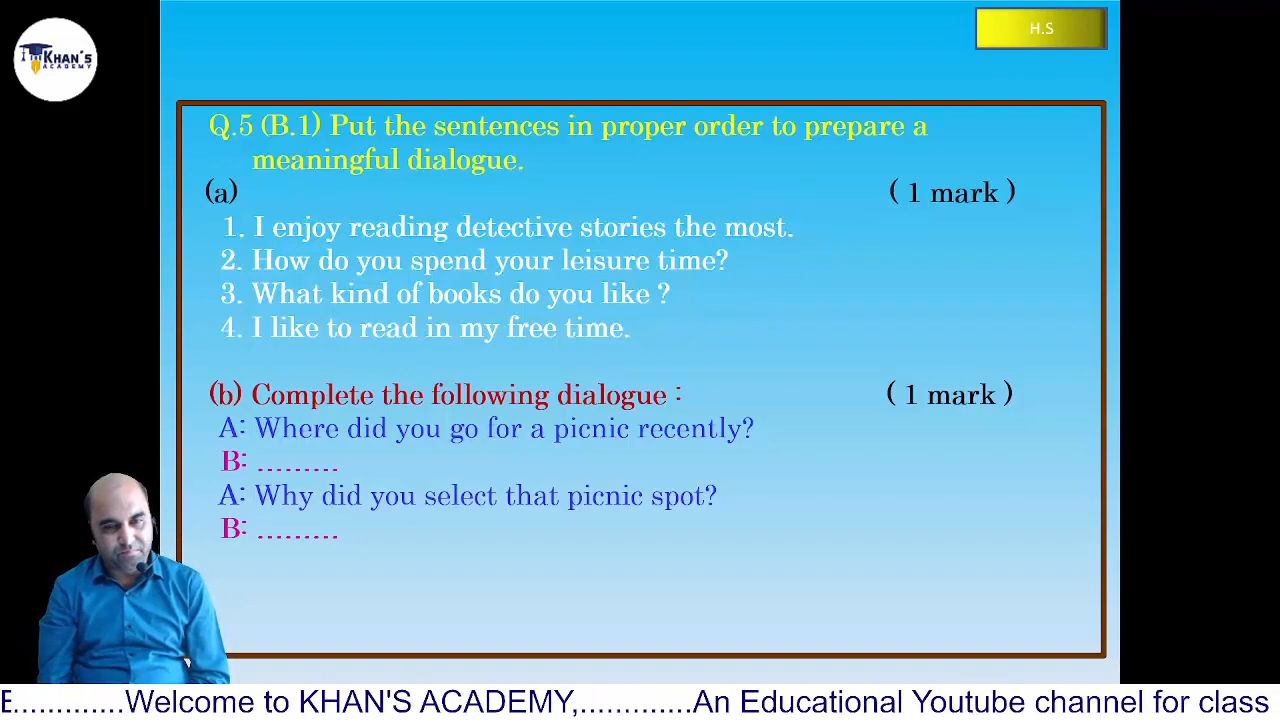 H.S
KHAN'S
ACADEMY
Q.5 (B.1) Put the sentences in proper order to prepare a
meaningful dialogue.
(a) ( 1 mark )
1. I enjoy reading detective stories the most.
2. How do you spend your leisure time?
3. What kind of books do you like ?
4. I like to read in my free time.
(b) Complete the following dialogue : ( 1 mark )
A: Where did you go for a picnic recently?
B: .........
A: Why did you select that picnic spot?
B: .........
E.............Welcome to KHAN'S ACADEMY,.............An Educational Youtube channel for class